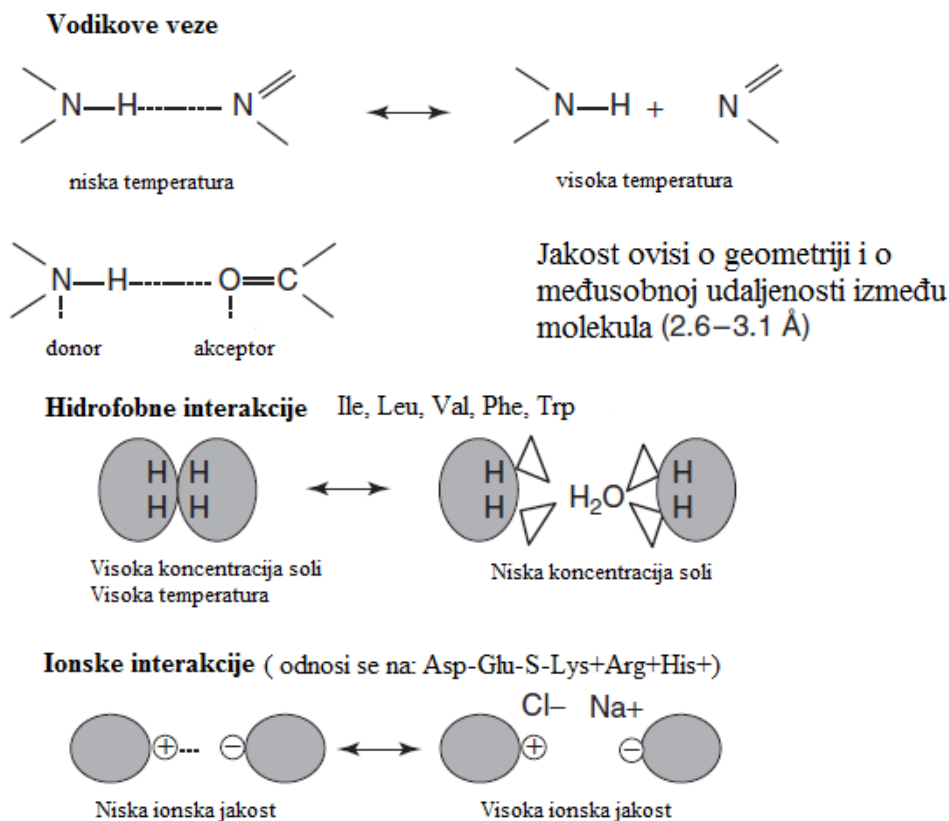 Vodikove veze
N—H N N—H + N
niska temperatura visoka temperatura
N—H O=C
donor akceptor
Jakost ovisi o geometriji i o
međusobnoj udaljenosti između
molekula (2.6–3.1 Å)
Hidrofobne interakcije Ile, Leu, Val, Phe, Trp
H H H H
H H H₂O H
Visoka koncentracija soli
Visoka temperatura
Niska koncentracija soli
Ionske interakcije ( odnosi se na: Asp-Glu-S-Lys+Arg+His+)
Cl– Na+
+ − + −
Niska ionska jakost Visoka ionska jakost